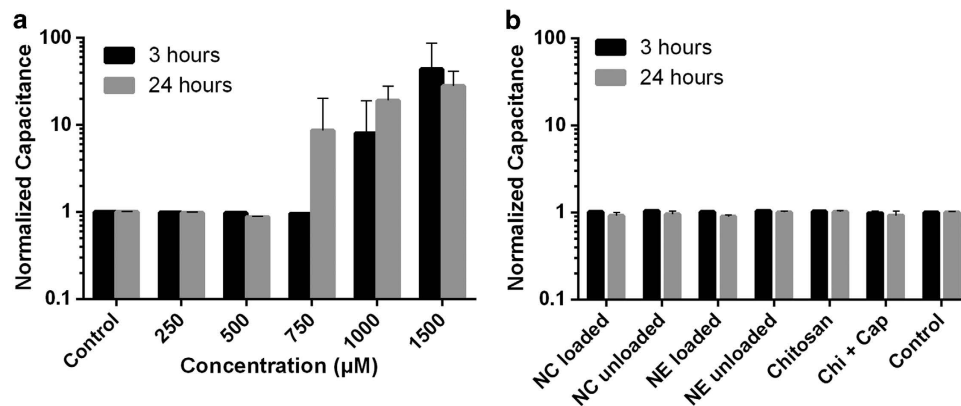 a
Normalized Capacitance
100
10
1
0.1
3 hours
24 hours
Control
250
500
750
1000
1500
Concentration (µM)
b
Normalized Capacitance
100
10
1
0.1
3 hours
24 hours
NC loaded
NC unloaded
NE loaded
NE unloaded
Chitosan
Chi + Cap
Control